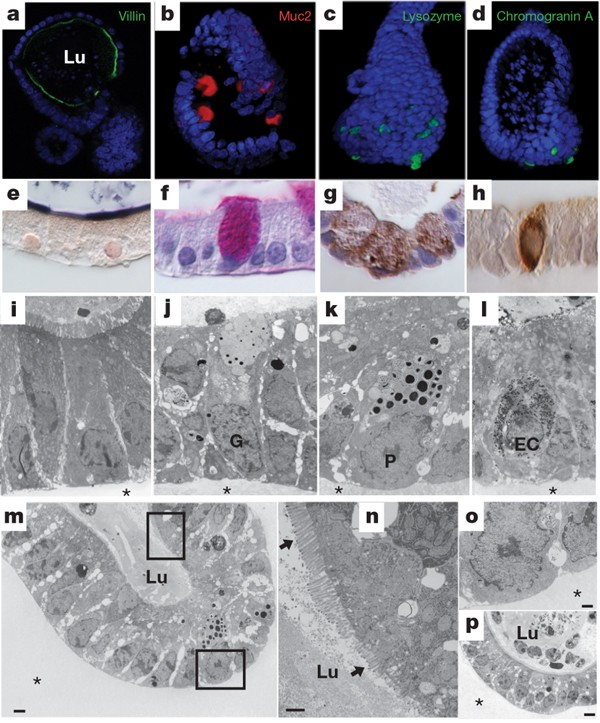 a Villin
Lu
b Muc2
c Lysozyme
d Chromogranin A
e
f
g
h
i
*
j
G
*
k
P
*
l
EC
*
m
Lu
*
n
Lu
o
*
p
Lu
*